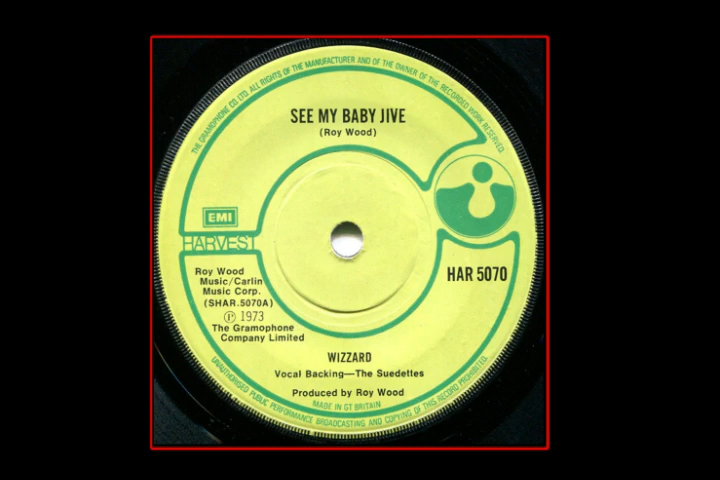 THE GRAMOPHONE CO LTD. ALL RIGHTS OF THE MANUFACTURER AND OF THE OWNER OF THE RECORDED WORK RESERVED.
SEE MY BABY JIVE
(Roy Wood)
EMI
HARVEST
HAR 5070
Roy Wood
Music/Carlin
Music Corp.
(SHAR.5070A)
Ⓟ 1973
The Gramophone
Company Limited
WIZZARD
Vocal Backing—The Suedettes
Produced by Roy Wood
MADE IN GT BRITAIN
UNAUTHORISED PUBLIC PERFORMANCE BROADCASTING AND COPYING OF THIS RECORD PROHIBITED.